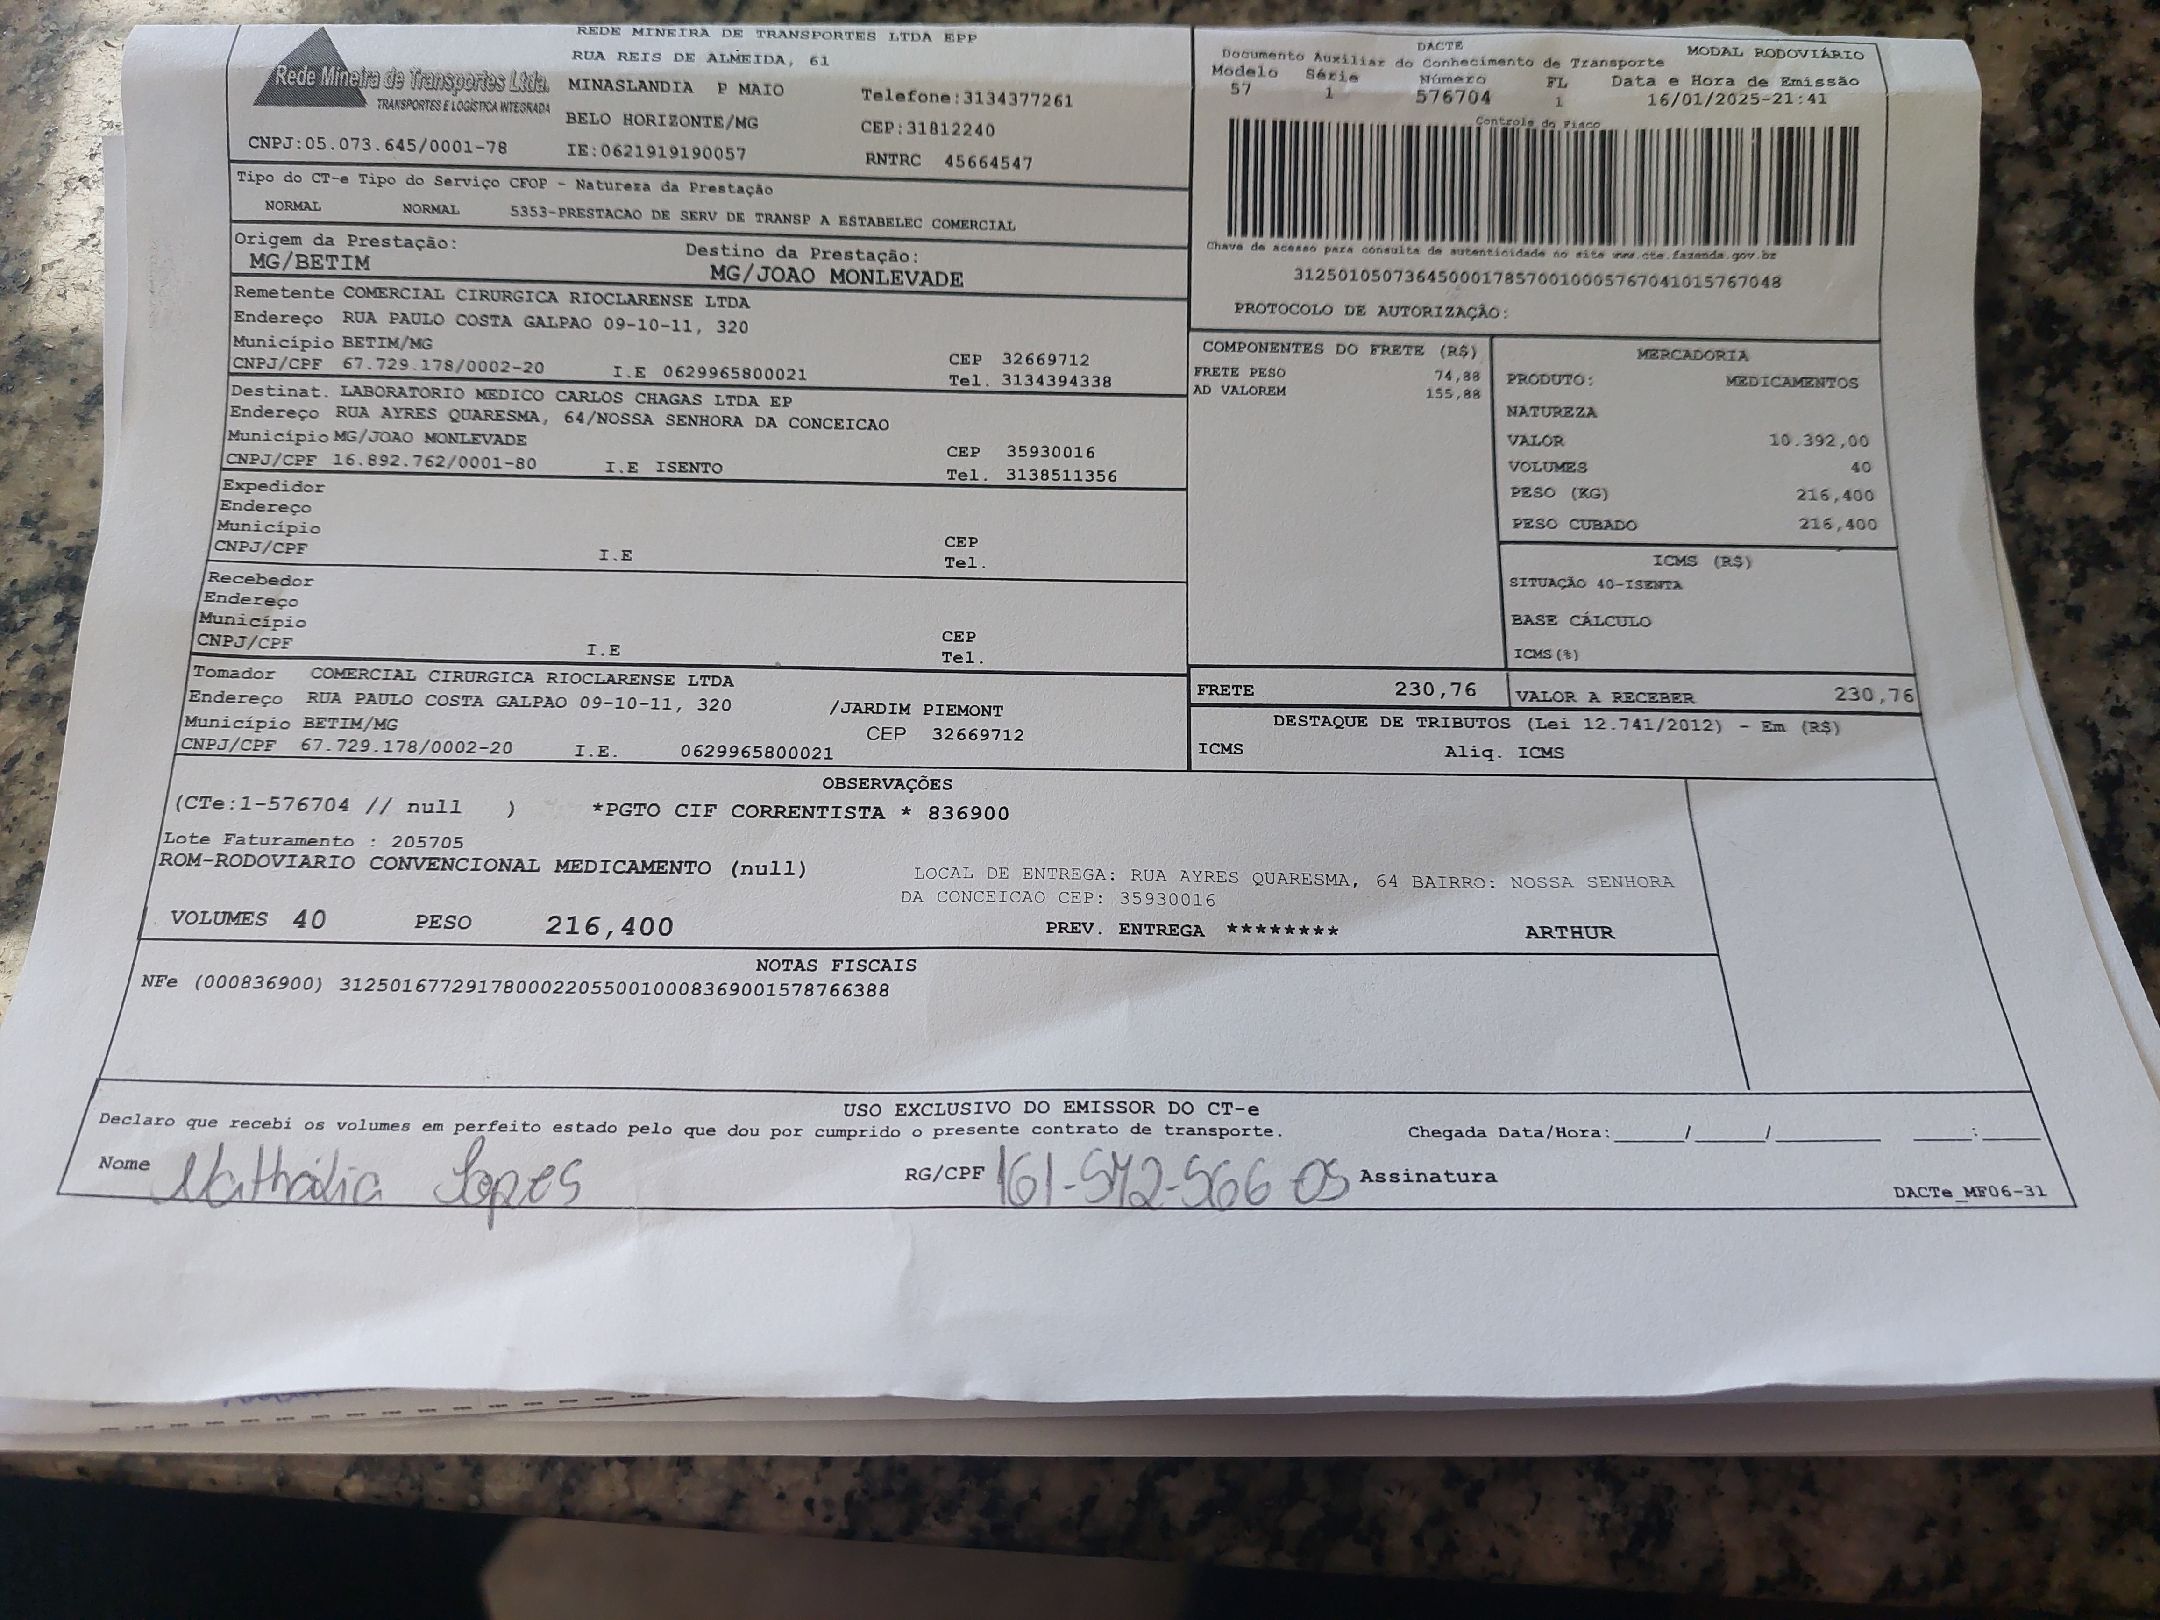 REDE MINEIRA DE TRANSPORTES LTDA EPP
RUA REIS DE ALMEIDA, 61
Rede Mineira de Transportes Ltda.
TRANSPORTES E LOGÍSTICA INTEGRADA
MINASLANDIA P MAIO Telefone:3134377261
BELO HORIZONTE/MG CEP:31812240
CNPJ:05.073.645/0001-78 IE:0621919190057 RNTRC 45664547
DACTE MODAL RODOVIÁRIO
Documento Auxiliar do Conhecimento de Transporte
Modelo Série Número FL Data e Hora de Emissão
57 1 576704 1 16/01/2025-21:41
Controle do Fisco
Chave de acesso para consulta de autenticidade no site www.cte.fazenda.gov.br
31250105073645000178570010005767041015767048
PROTOCOLO DE AUTORIZAÇÃO:
Tipo do CT-e Tipo do Serviço CFOP - Natureza da Prestação
NORMAL NORMAL 5353-PRESTACAO DE SERV DE TRANSP A ESTABELEC COMERCIAL
Origem da Prestação: Destino da Prestação:
MG/BETIM MG/JOAO MONLEVADE
Remetente COMERCIAL CIRURGICA RIOCLARENSE LTDA
Endereço RUA PAULO COSTA GALPAO 09-10-11, 320
Município BETIM/MG CEP 32669712
CNPJ/CPF 67.729.178/0002-20 I.E 0629965800021 Tel. 3134394338
Destinat. LABORATORIO MEDICO CARLOS CHAGAS LTDA EP
Endereço RUA AYRES QUARESMA, 64/NOSSA SENHORA DA CONCEICAO
Município MG/JOAO MONLEVADE CEP 35930016
CNPJ/CPF 16.892.762/0001-80 I.E ISENTO Tel. 3138511356
Expedidor
Endereço
Município CEP
CNPJ/CPF I.E Tel.
Recebedor
Endereço
Município CEP
CNPJ/CPF I.E Tel.
Tomador COMERCIAL CIRURGICA RIOCLARENSE LTDA
Endereço RUA PAULO COSTA GALPAO 09-10-11, 320 /JARDIM PIEMONT
Município BETIM/MG CEP 32669712
CNPJ/CPF 67.729.178/0002-20 I.E. 0629965800021
COMPONENTES DO FRETE (R$)
FRETE PESO 74,88
AD VALOREM 155,88
MERCADORIA
PRODUTO: MEDICAMENTOS
NATUREZA
VALOR 10.392,00
VOLUMES 40
PESO (KG) 216,400
PESO CUBADO 216,400
ICMS (R$)
SITUAÇÃO 40-ISENTA
BASE CÁLCULO
ICMS(%)
FRETE 230,76 VALOR A RECEBER 230,76
DESTAQUE DE TRIBUTOS (Lei 12.741/2012) - Em (R$)
ICMS Aliq. ICMS
OBSERVAÇÕES
(CTe:1-576704 // null ) *PGTO CIF CORRENTISTA * 836900
Lote Faturamento : 205705
ROM-RODOVIARIO CONVENCIONAL MEDICAMENTO (null)
LOCAL DE ENTREGA: RUA AYRES QUARESMA, 64 BAIRRO: NOSSA SENHORA
DA CONCEICAO CEP: 35930016
VOLUMES 40 PESO 216,400 PREV. ENTREGA ******** ARTHUR
NOTAS FISCAIS
NFe (000836900) 31250167729178000220550010008369001578766388
USO EXCLUSIVO DO EMISSOR DO CT-e
Declaro que recebi os volumes em perfeito estado pelo que dou por cumprido o presente contrato de transporte. Chegada Data/Hora:_____/_____/________ ____:____
Nome Nathália Lopes RG/CPF 161-572-566 05 Assinatura
DACTe_MF06-31